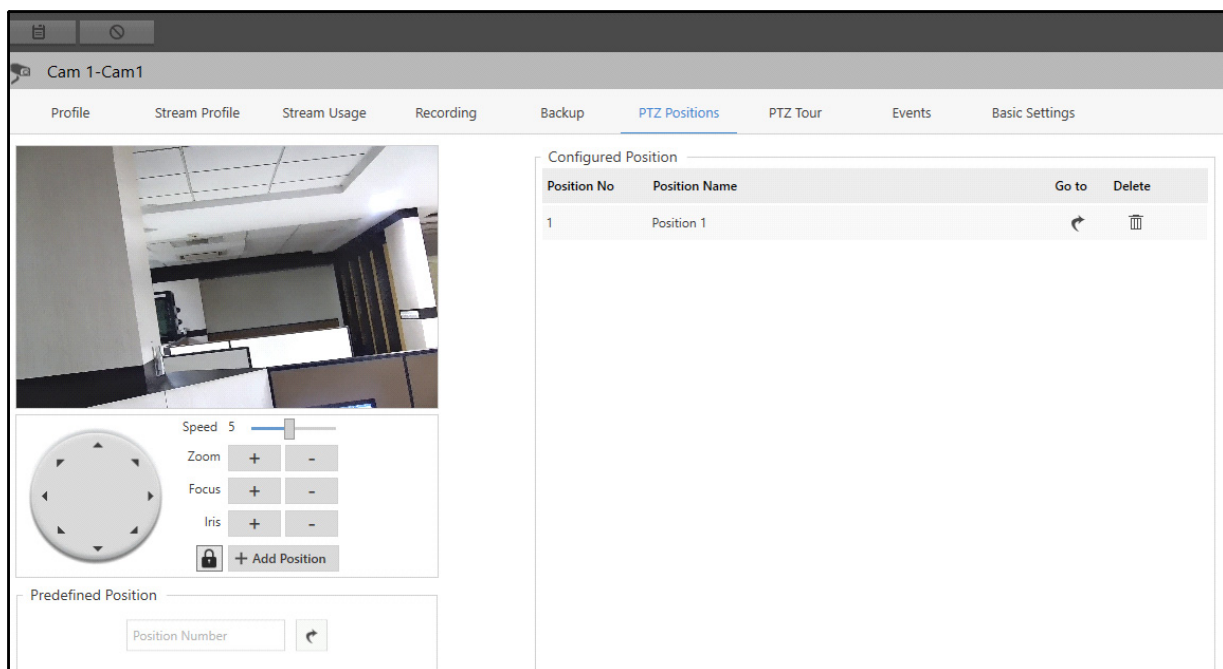 Cam 1-Cam1
Profile Stream Profile Stream Usage Recording Backup PTZ Positions PTZ Tour Events Basic Settings
Configured Position
Position No Position Name Go to Delete
1 Position 1
Speed 5
Zoom + -
Focus + -
Iris + -
+ Add Position
Predefined Position
Position Number